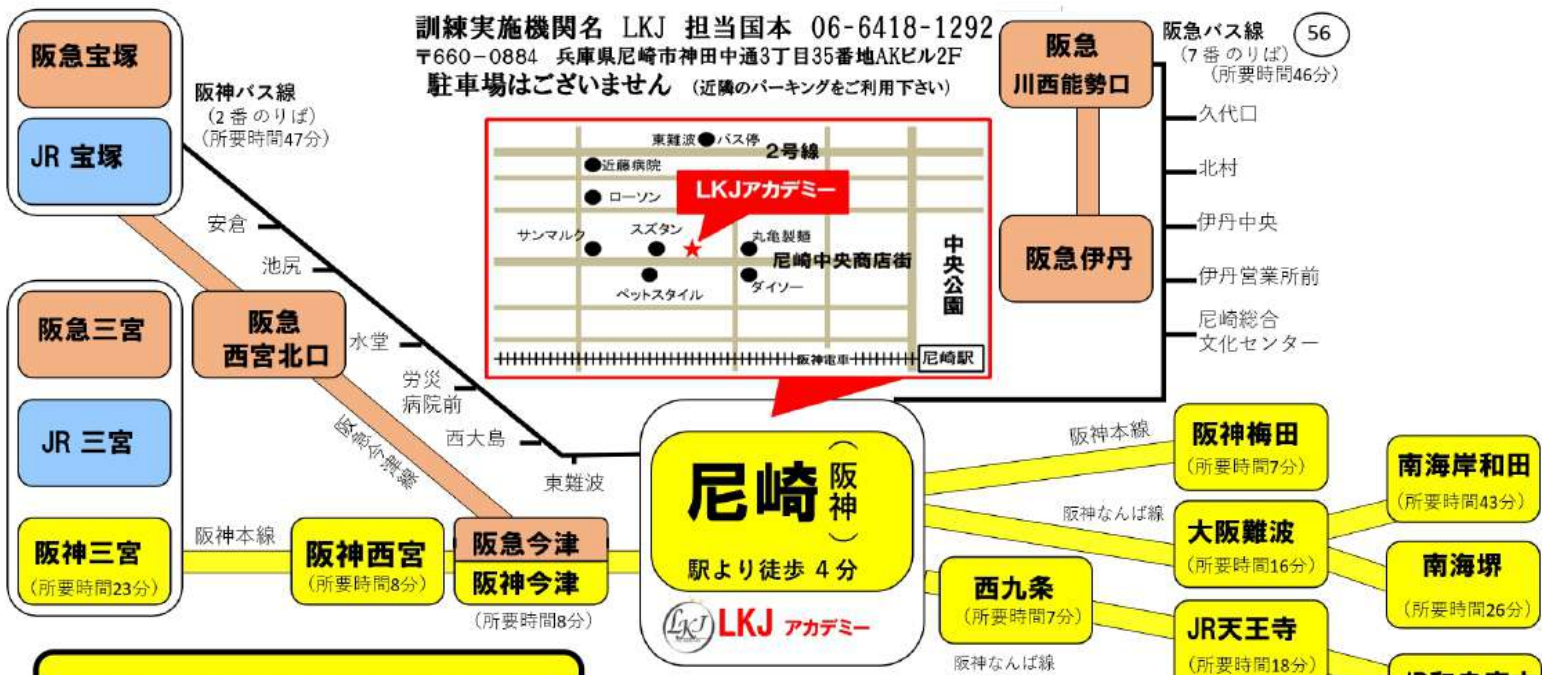 訓練実施機関名 LKJ 担当国本 06-6418-1292
〒660-0884 兵庫県尼崎市神田中通3丁目35番地AKビル2F
駐車場はございません (近隣のパーキングをご利用下さい)
阪急宝塚
JR 宝塚
阪神バス線
(2番のりば)
(所要時間47分)
安倉
池尻
水堂
労災
病院前
西大島
東難波
阪急三宮
JR 三宮
阪神三宮
(所要時間23分)
阪急
西宮北口
阪急今津線
阪神本線
阪神西宮
(所要時間8分)
阪急今津
阪神今津
(所要時間8分)
東難波●バス停
2号線
●近藤病院
● ローソン
LKJアカデミー
サンマルク
スズタン
★
丸亀製麺
尼崎中央商店街
ペットスタイル
ダイソー
中央公園
阪神電車
尼崎駅
阪急
川西能勢口
阪急伊丹
阪急バス線
56
(7番のりば)
(所要時間46分)
久代口
北村
伊丹中央
伊丹営業所前
尼崎総合
文化センター
尼崎(阪神)
駅より徒歩 4 分
LKJ
LKJ アカデミー
阪神本線
阪神梅田
(所要時間7分)
阪神なんば線
大阪難波
(所要時間16分)
南海岸和田
(所要時間43分)
南海堺
(所要時間26分)
西九条
(所要時間7分)
阪神なんば線
JR天王寺
(所要時間18分)